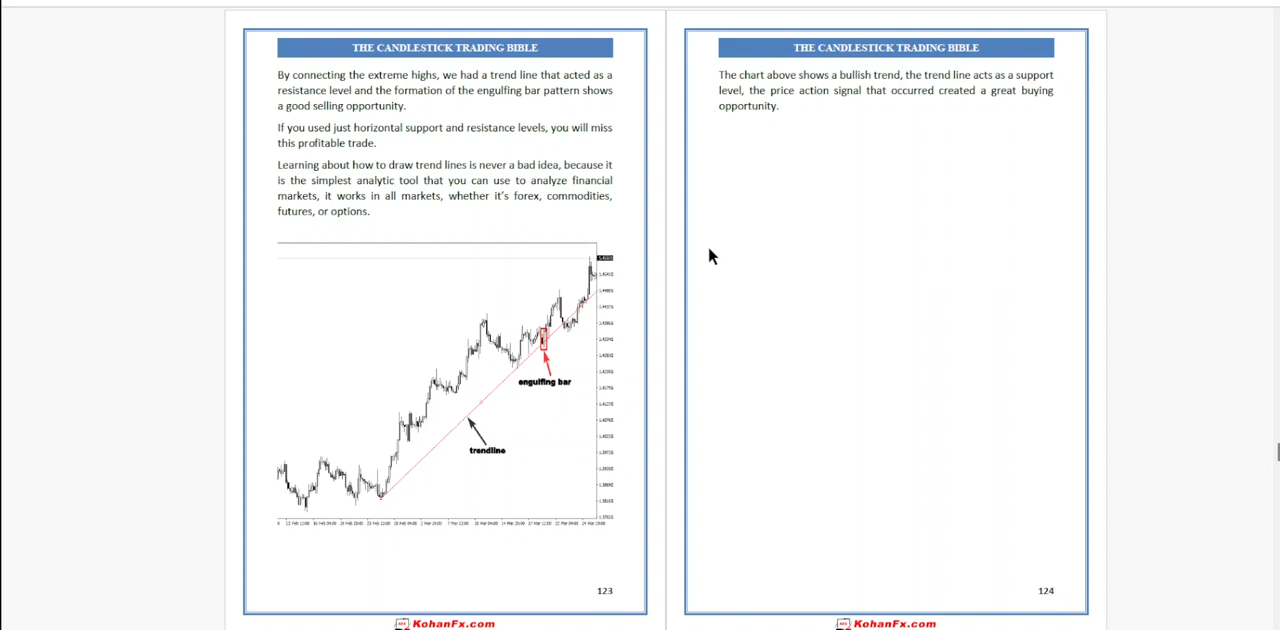 THE CANDLESTICK TRADING BIBLE
By connecting the extreme highs, we had a trend line that acted as a
resistance level and the formation of the engulfing bar pattern shows
a good selling opportunity.
If you used just horizontal support and resistance levels, you will miss
this profitable trade.
Learning about how to draw trend lines is never a bad idea, because it
is the simplest analytic tool that you can use to analyze financial
markets, it works in all markets, whether it's forex, commodities,
futures, or options.
engulfing bar
trendline
123
KohanFx.com
THE CANDLESTICK TRADING BIBLE
The chart above shows a bullish trend, the trend line acts as a support
level, the price action signal that occurred created a great buying
opportunity.
124
KohanFx.com